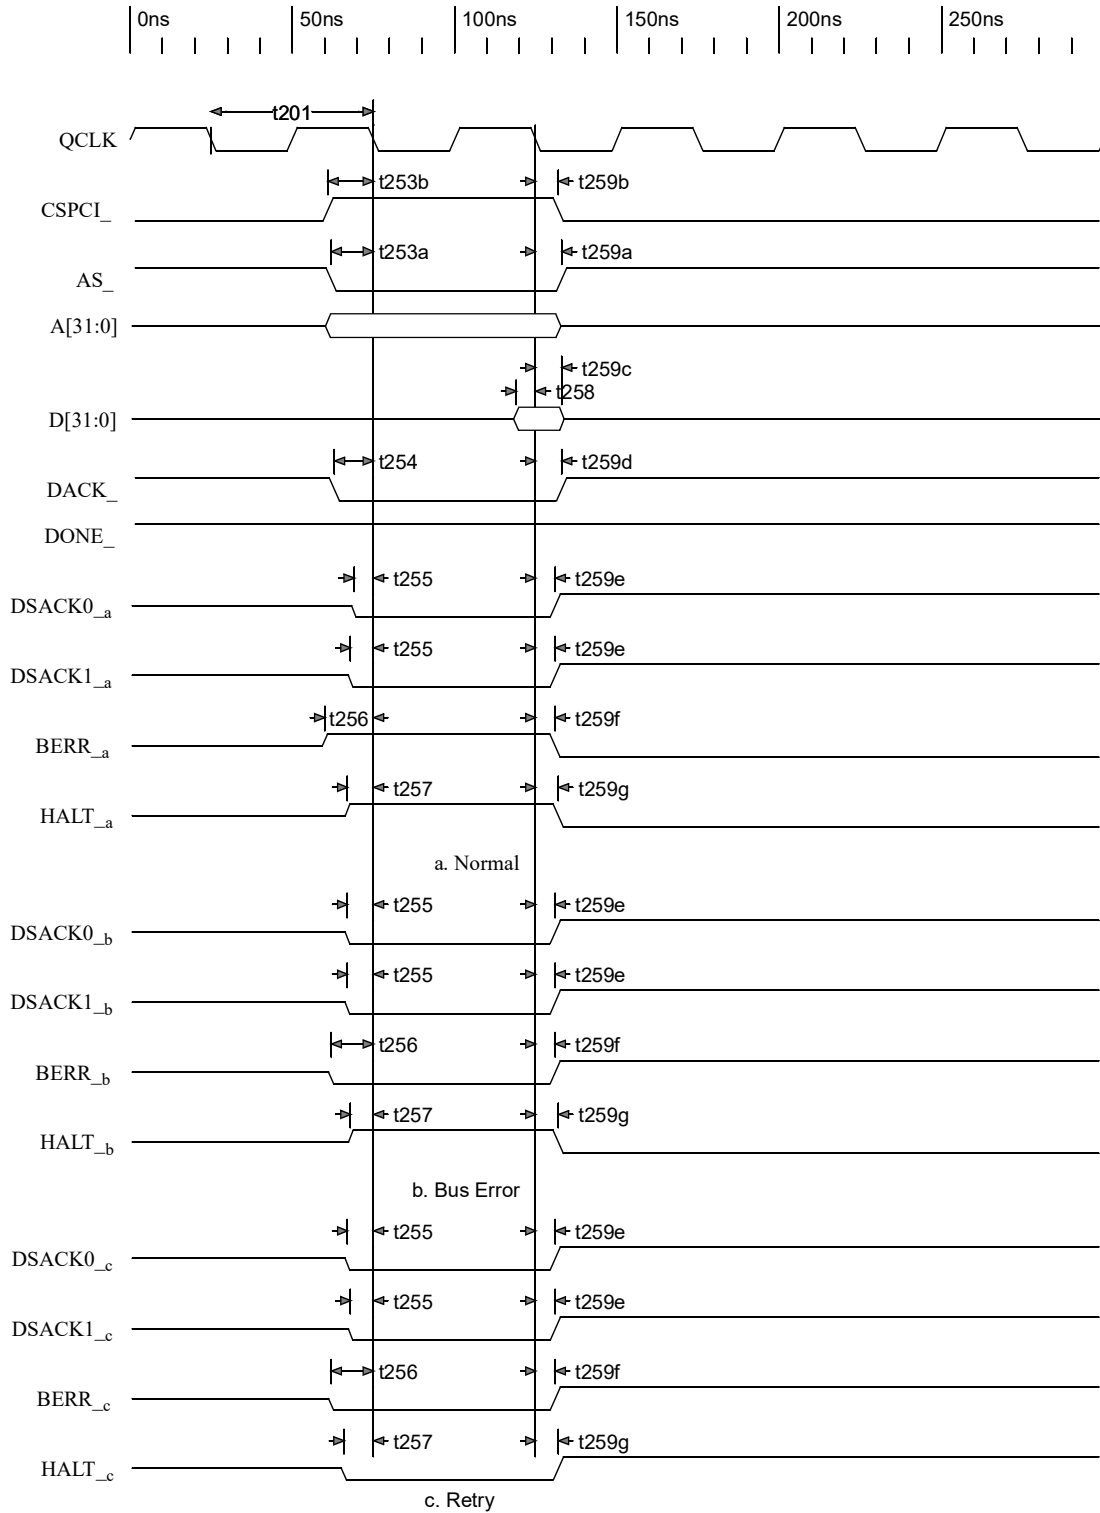 0ns 50ns 100ns 150ns 200ns 250ns
t201
QCLK
t253b t259b
CSPCI_
t253a t259a
AS_
A[31:0]
t259c
t258
D[31:0]
t254 t259d
DACK_
DONE_
t255 t259e
DSACK0_a
t255 t259e
DSACK1_a
t256 t259f
BERR_a
t257 t259g
HALT_a
a. Normal
t255 t259e
DSACK0_b
t255 t259e
DSACK1_b
t256 t259f
BERR_b
t257 t259g
HALT_b
b. Bus Error
t255 t259e
DSACK0_c
t255 t259e
DSACK1_c
t256 t259f
BERR_c
t257 t259g
HALT_c
c. Retry